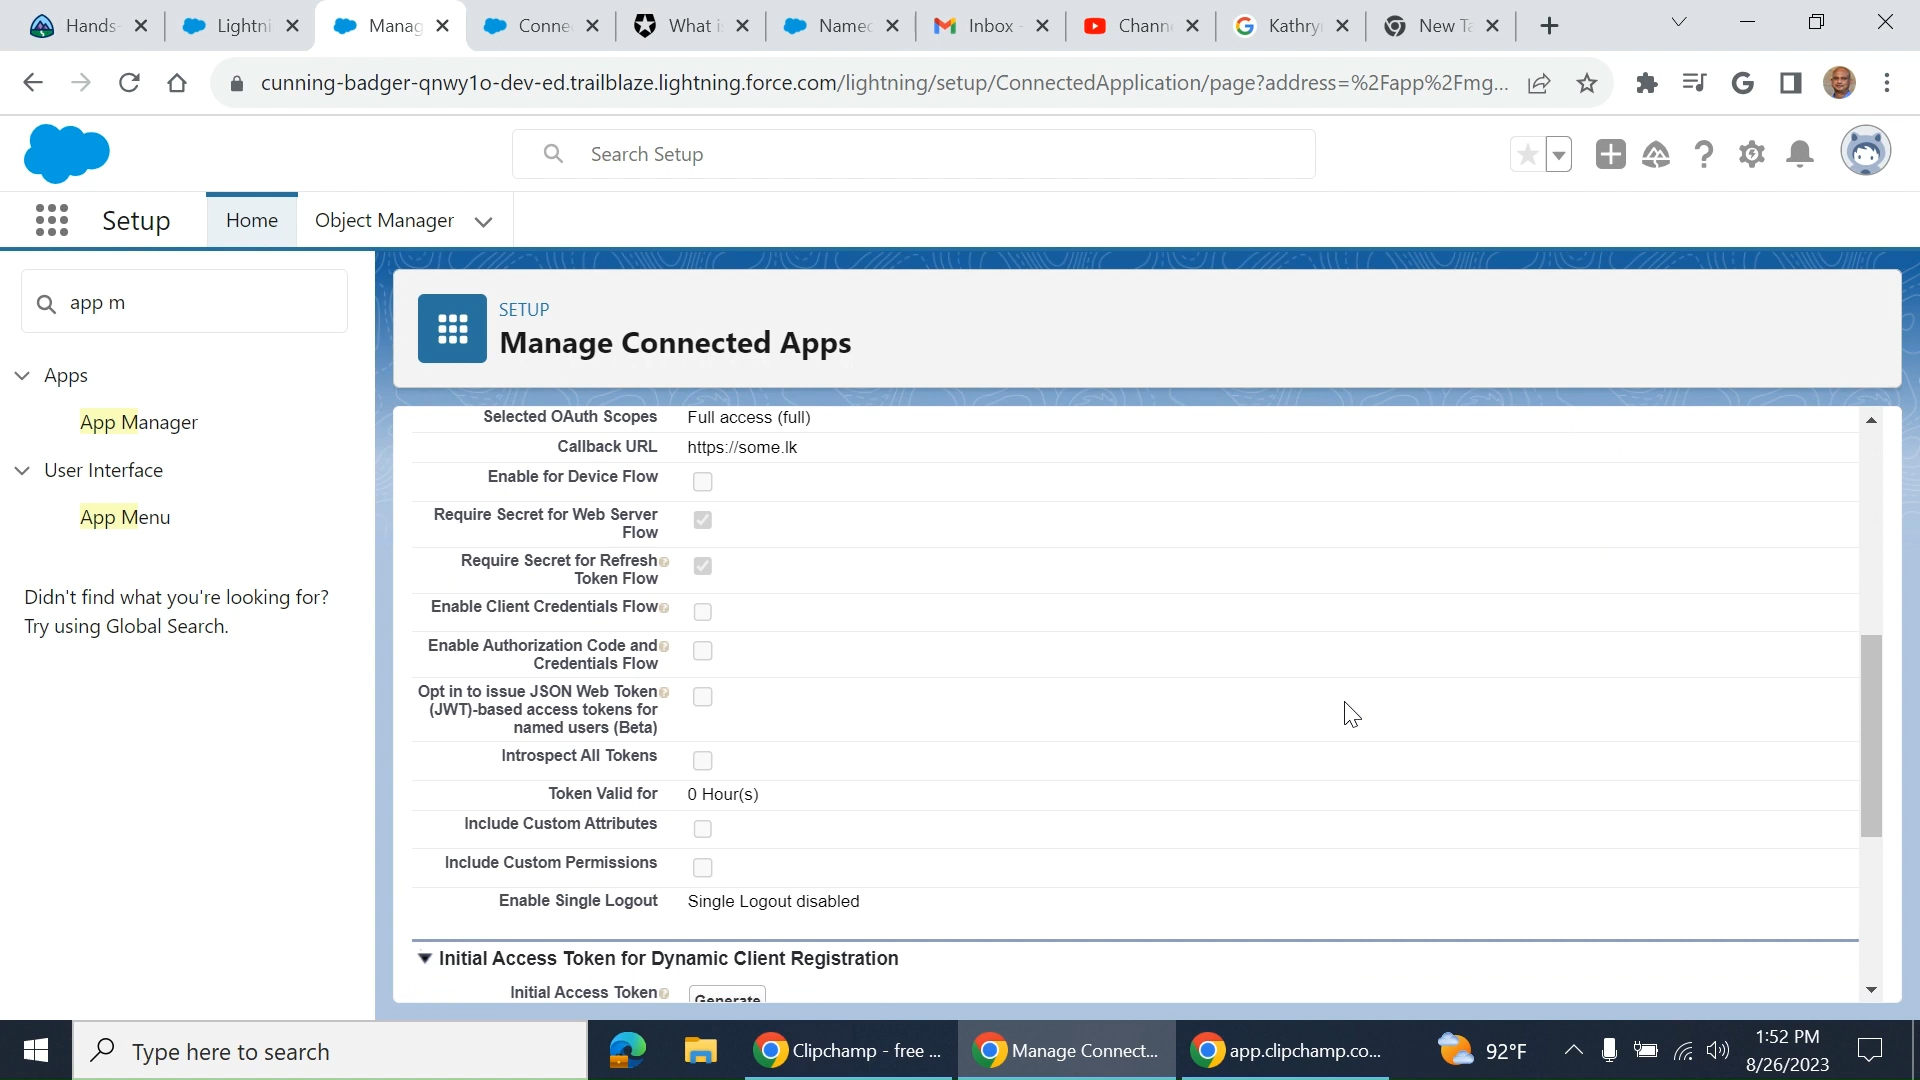 Hands-
Lightni
Manag
Conne
What i
Named
Inbox -
Chann
Kathry
New Ta
cunning-badger-qnwy1o-dev-ed.trailblaze.lightning.force.com/lightning/setup/ConnectedApplication/page?address=%2Fapp%2Fmg...
Search Setup
Setup
Home
Object Manager
app m
Apps
App Manager
User Interface
App Menu
Didn't find what you're looking for?
Try using Global Search.
SETUP
Manage Connected Apps
Selected OAuth Scopes Full access (full)
Callback URL https://some.lk
Enable for Device Flow
Require Secret for Web Server
Flow
Require Secret for Refresh
Token Flow
Enable Client Credentials Flow
Enable Authorization Code and
Credentials Flow
Opt in to issue JSON Web Token
(JWT)-based access tokens for
named users (Beta)
Introspect All Tokens
Token Valid for 0 Hour(s)
Include Custom Attributes
Include Custom Permissions
Enable Single Logout Single Logout disabled
Initial Access Token for Dynamic Client Registration
Initial Access Token Generate
Type here to search
Clipchamp - free ...
Manage Connect...
app.clipchamp.co...
92°F
1:52 PM
8/26/2023